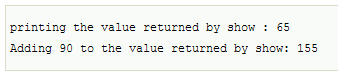 printing the value returned by show : 65
Adding 90 to the value returned by show: 155